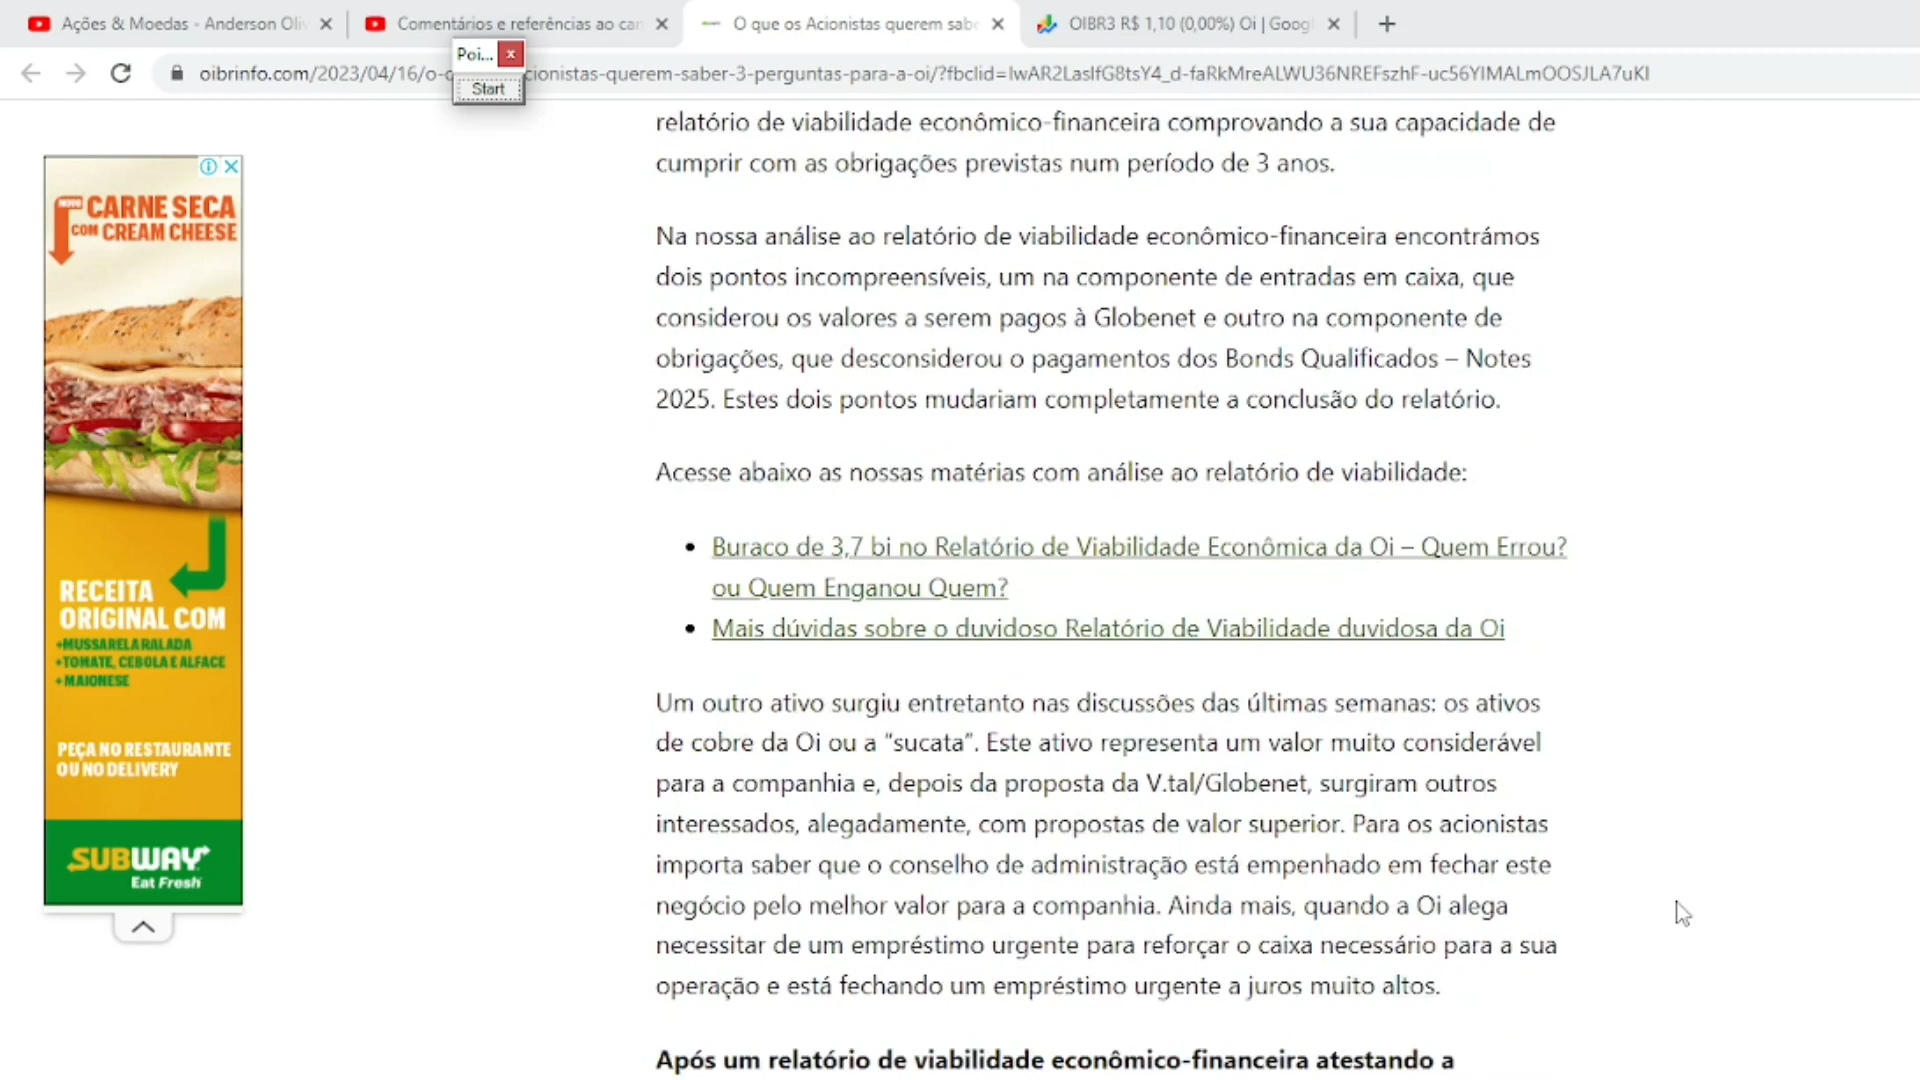 Ações & Moedas - Anderson Oli
Comentários e referências ao can
O que os Acionistas querem sabe
OIBR3 R$ 1,10 (0,00%) Oi | Goog
Poi...
Start
oibrinfo.com/2023/04/16/o- cionistas-querem-saber-3-perguntas-para-a-oi/?fbclid=
relatório de viabilidade econômico-financeira comprovando a sua capacidade de
cumprir com as obrigações previstas num período de 3 anos.
Na nossa análise ao relatório de viabilidade econômico-financeira encontrámos
dois pontos incompreensíveis, um na componente de entradas em caixa, que
considerou os valores a serem pagos à Globenet e outro na componente de
obrigações, que desconsiderou o pagamentos dos Bonds Qualificados – Notes
2025. Estes dois pontos mudariam completamente a conclusão do relatório.
Acesse abaixo as nossas matérias com análise ao relatório de viabilidade:
Buraco de 3,7 bi no Relatório de Viabilidade Econômica da Oi – Quem Errou?
ou Quem Enganou Quem?
Mais dúvidas sobre o duvidoso Relatório de Viabilidade duvidosa da Oi
Um outro ativo surgiu entretanto nas discussões das últimas semanas: os ativos
de cobre da Oi ou a “sucata”. Este ativo representa um valor muito considerável
para a companhia e, depois da proposta da V.tal/Globenet, surgiram outros
interessados, alegadamente, com propostas de valor superior. Para os acionistas
importa saber que o conselho de administração está empenhado em fechar este
negócio pelo melhor valor para a companhia. Ainda mais, quando a Oi alega
necessitar de um empréstimo urgente para reforçar o caixa necessário para a sua
operação e está fechando um empréstimo urgente a juros muito altos.
Após um relatório de viabilidade econômico-financeira atestando a
NOVO
CARNE SECA
COM CREAM CHEESE
RECEITA
ORIGINAL COM
+MUSSARELA RALADA
+TOMATE, CEBOLA E ALFACE
+MAIONESE
PEÇA NO RESTAURANTE
OU NO DELIVERY
SUBWAY
Eat Fresh